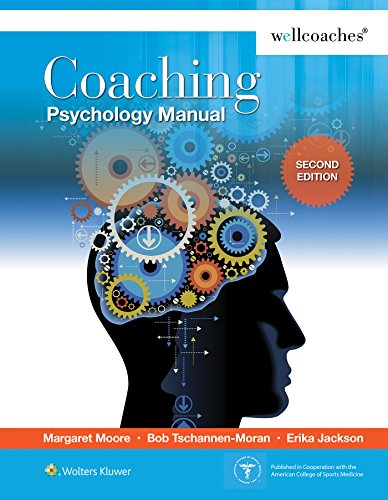 wellcoaches®
Coaching
Psychology Manual
SECOND
EDITION
Margaret Moore • Bob Tschannen-Moran • Erika Jackson
Wolters Kluwer
Published in Cooperation with the
American College of Sports Medicine